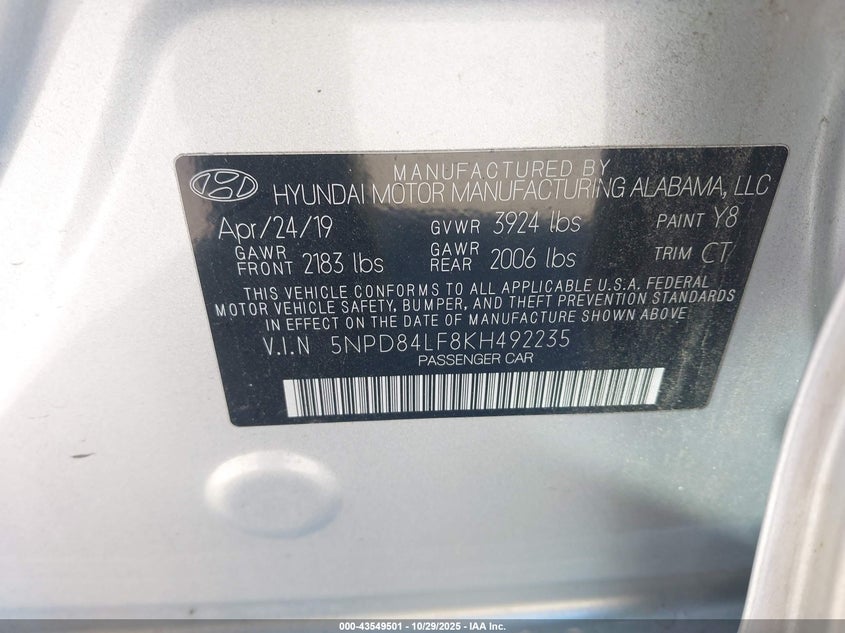 MANUFACTURED BY
HYUNDAI MOTOR MANUFACTURING ALABAMA, LLC
Apr/24/19 GVWR 3924 lbs PAINT Y8
GAWR FRONT 2183 lbs GAWR REAR 2006 lbs TRIM CT
THIS VEHICLE CONFORMS TO ALL APPLICABLE U.S.A. FEDERAL
MOTOR VEHICLE SAFETY, BUMPER, AND THEFT PREVENTION STANDARDS
IN EFFECT ON THE DATE OF MANUFACTURE SHOWN ABOVE
V.I.N 5NPD84LF8KH492235
PASSENGER CAR
000-43549501 - 10/29/2025 - IAA Inc.